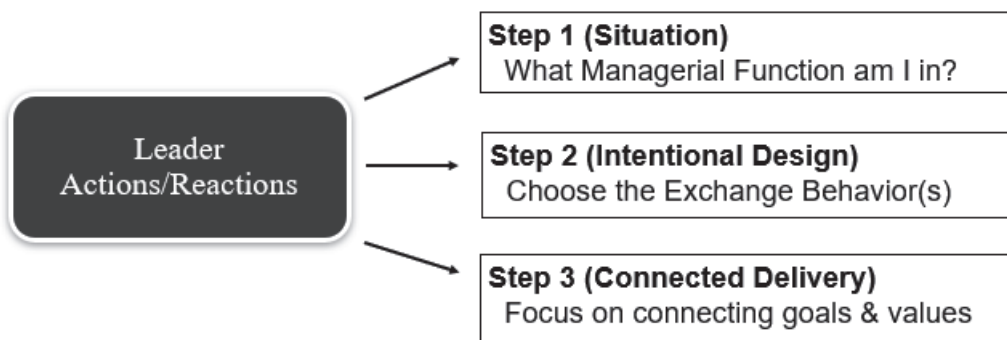 Leader
Actions/Reactions
Step 1 (Situation)
What Managerial Function am I in?
Step 2 (Intentional Design)
Choose the Exchange Behavior(s)
Step 3 (Connected Delivery)
Focus on connecting goals & values